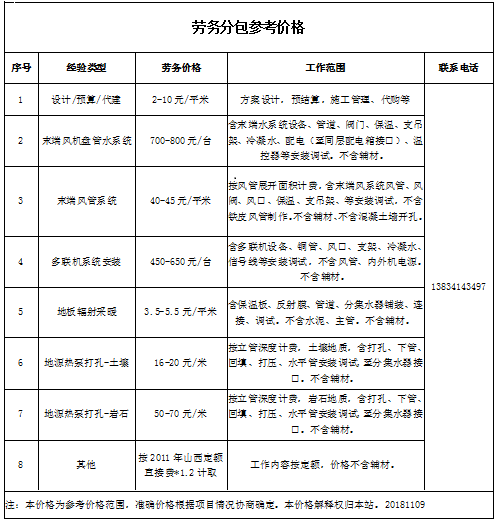 劳务分包参考价格
序号 经验类型 劳务价格 工作范围 联系电话
1 设计/预算/代建 2-10元/平米 方案设计，预结算，施工管理、代购等
2 末端风机盘管水系统 700-800元/台 含末端水系统设备、管道、阀门、保温、支吊
架、冷凝水、配电（至同层配电箱接口）、温
控器等安装调试。不含辅材。
3 末端风管系统 40-45元/平米 按风管展开面积计费，含末端风系统风管、风
阀、风口、保温、支吊架、等安装调试，不含
铁皮风管制作。不含辅材、不含混凝土墙开孔。
4 多联机系统安装 450-650元/台 含多联机设备、铜管、风口、支架、冷凝水、
信号线等安装调试，不含风管、内外机电源。
不含辅材。
13834143497
5 地板辐射采暖 3.5-5.5元/平米 含保温板、反射膜、管道、分集水器铺装、连
接、调试。不含水泥、主管。不含辅材。
6 地源热泵打孔-土壤 16-20元/米 按立管深度计费，土壤地质，含打孔、下管、
回填、打压、水平管安装调试，至分集水器接
口。不含辅材。
7 地源热泵打孔-岩石 50-70元/米 按立管深度计费，岩石地质，含打孔、下管、
回填、打压、水平管安装调试，至分集水器接
口。不含辅材。
8 其他 按2011年山西定额
直接费*1.2计取 工作内容按定额，价格不含辅材。
注：本价格为参考价格范围，准确价格根据项目情况协商确定。本价格解释权归本站。20181109